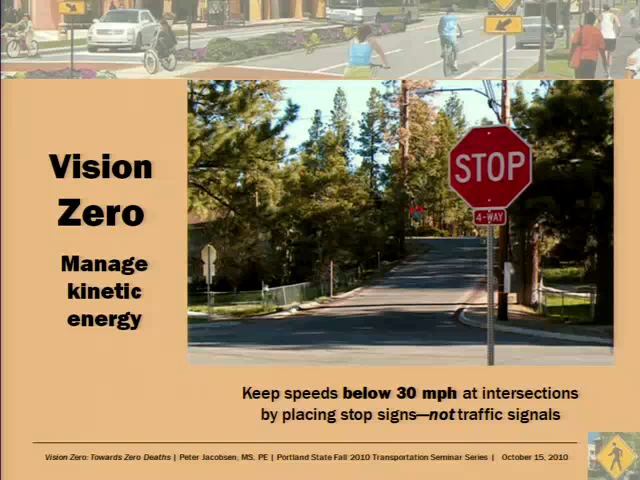 Vision
Zero
Manage
kinetic
energy
STOP
4-WAY
Keep speeds below 30 mph at intersections
by placing stop signs—not traffic signals
Vision Zero: Towards Zero Deaths | Peter Jacobsen, MS, PE | Portland State Fall 2010 Transportation Seminar Series | October 15, 2010